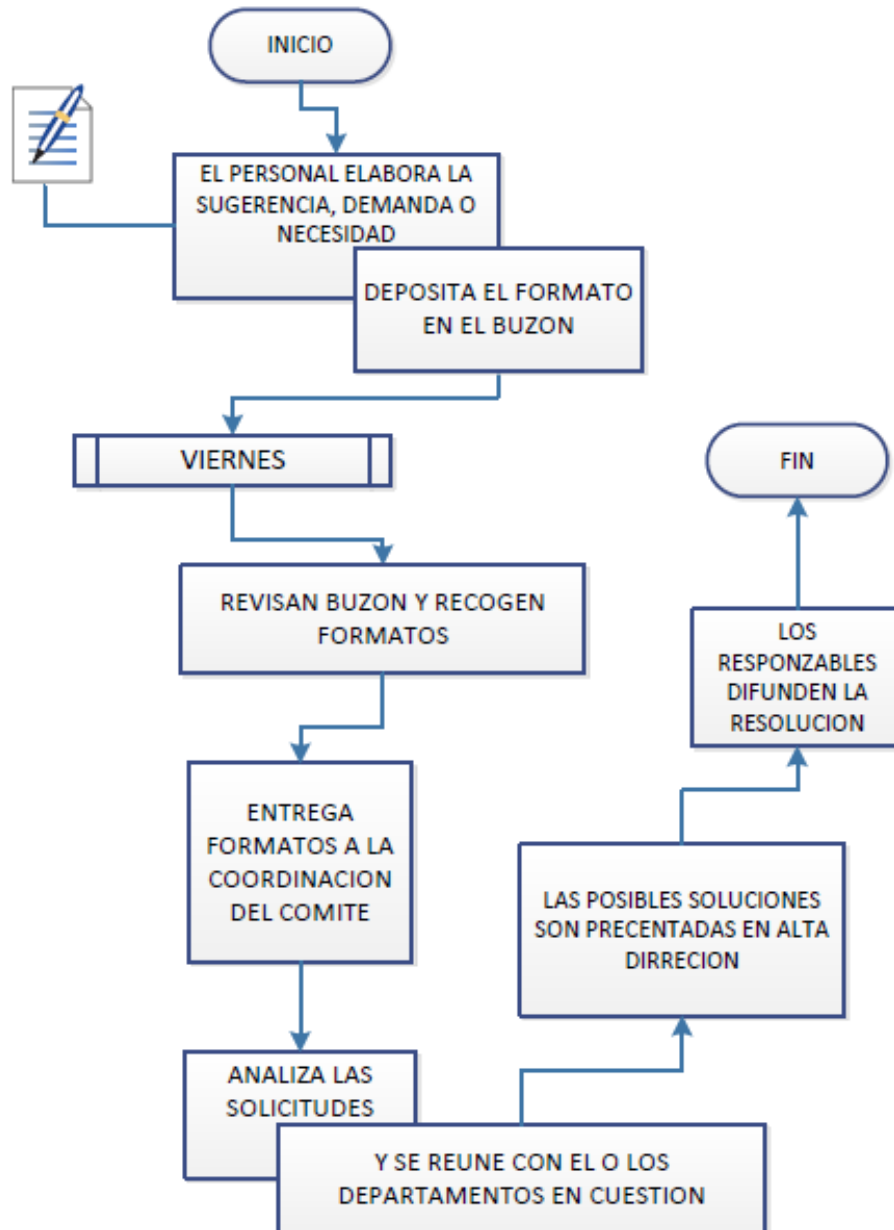 INICIO
EL PERSONAL ELABORA LA
SUGERENCIA, DEMANDA O
NECESIDAD
DEPOSITA EL FORMATO
EN EL BUZON
VIERNES
REVISAN BUZON Y RECOGEN
FORMATOS
ENTREGA
FORMATOS A LA
COORDINACION
DEL COMITE
ANALIZA LAS
SOLICITUDES
Y SE REUNE CON EL O LOS
DEPARTAMENTOS EN CUESTION
LAS POSIBLES SOLUCIONES
SON PRECENTADAS EN ALTA
DIRRECION
LOS
RESPONZABLES
DIFUNDEN LA
RESOLUCION
FIN